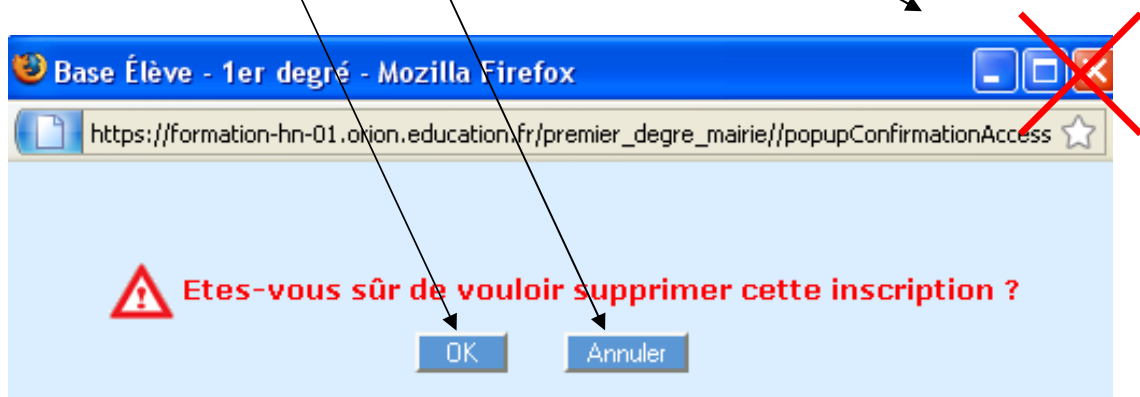 Base Élève - 1er degré - Mozilla Firefox
https://formation-hn-01.orion.education.fr/premier_degre_mairie//popupConfirmationAccess
Etes-vous sûr de vouloir supprimer cette inscription ?
OK Annuler